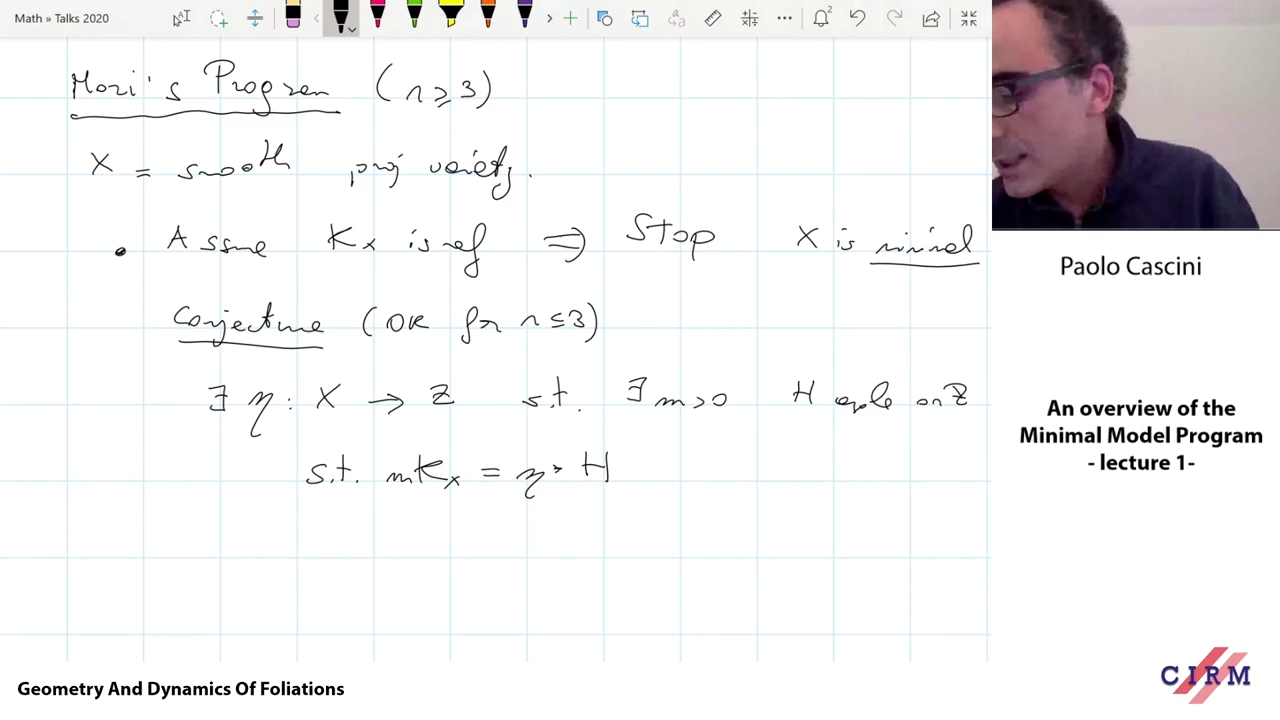 Math » Talks 2020
Mori's Program (n ≥ 3)
X = smooth proj variety.
• Assume Kx is nef ⇒ Stop X is minimal
Conjecture (OK for n ≤ 3)
∃ η : X → Z s.t. ∃ m > 0 H ample on Z
s.t. mKx = η* H
Paolo Cascini
An overview of the
Minimal Model Program
- lecture 1-
Geometry And Dynamics Of Foliations
CIRM